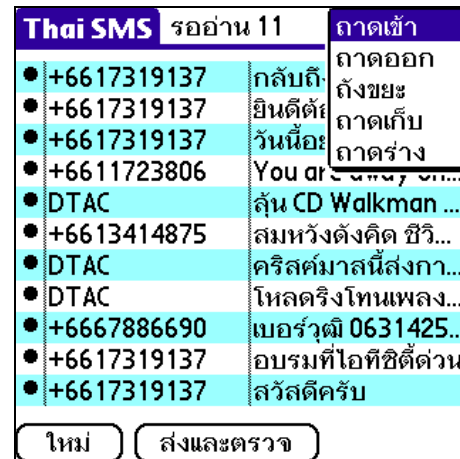 Thai SMS รออ่าน 11
ถาดเข้า
ถาดออก
ถังขยะ
ถาดเก็บ
ถาดร่าง
+6617319137 กลับถึง
+6617319137 ยินดีต้อ
+6617319137 วันนี้อย
+6611723806 You are away on...
DTAC ลุ้น CD Walkman ...
+6613414875 สมหวังดังคิด ชีวิ...
DTAC คริสต์มาสนี้ส่งกา...
DTAC โหลดริงโทนเพลง...
+6667886690 เบอร์วุฒิ 0631425..
+6617319137 อบรมที่ไอทีซิตี้ด่วน
+6617319137 สวัสดีครับ
ใหม่ ส่งและตรวจ